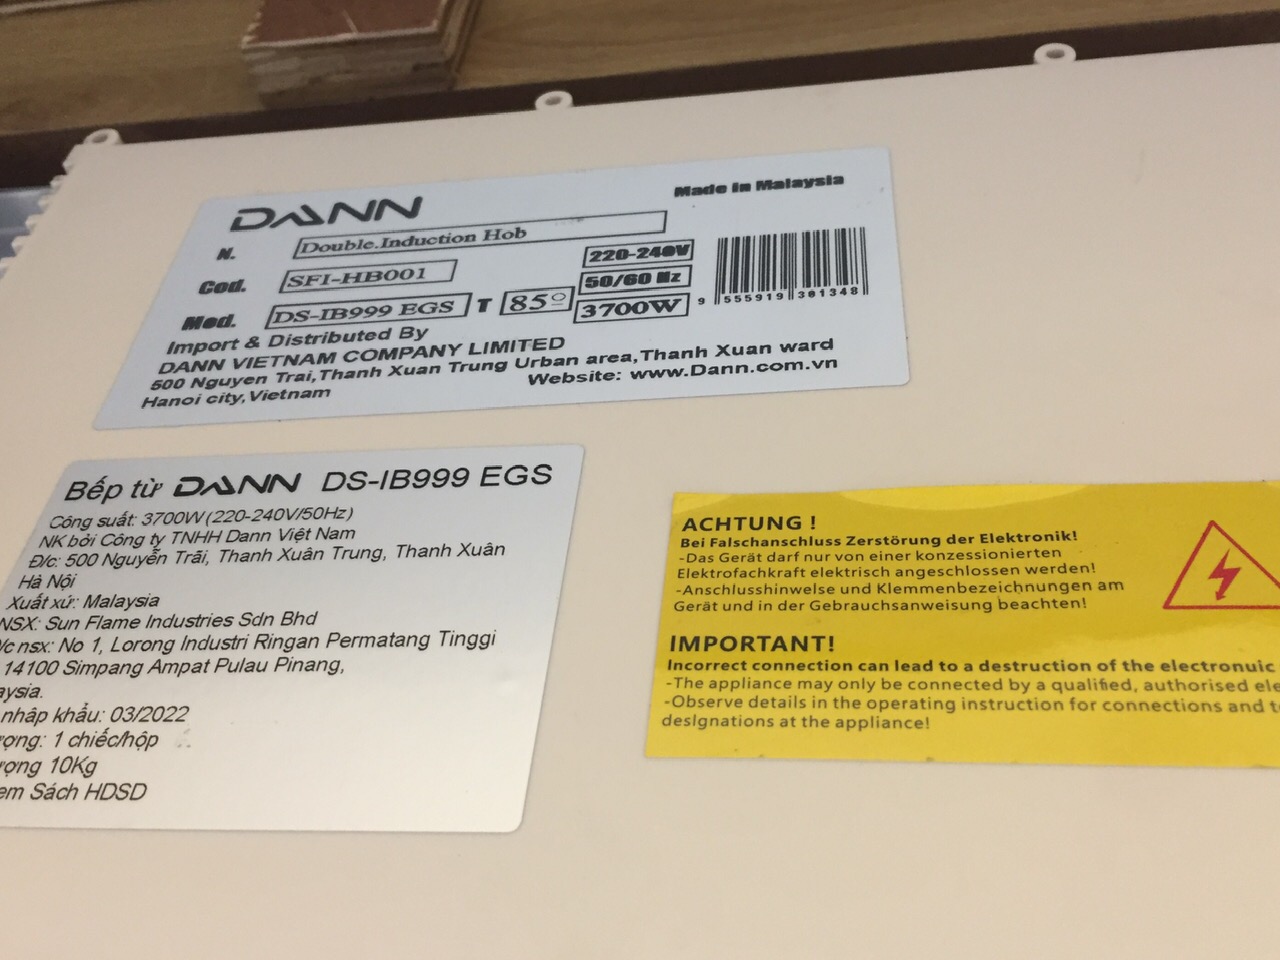 DANN
Made in Malaysia
N. Double.Induction Hob
Cod. SFI-HB001
220-240V
50/60 Hz
Mod. DS-IB999 EGS T 85° 3700W
9 555919 301348
Import & Distributed By
DANN VIETNAM COMPANY LIMITED
500 Nguyen Trai,Thanh Xuan Trung Urban area,Thanh Xuan ward
Hanoi city,Vietnam
Website: www.Dann.com.vn
Bếp từ DANN DS-IB999 EGS
Công suất: 3700W(220-240V/50Hz)
NK bởi Công ty TNHH Dann Việt Nam
Đ/c: 500 Nguyễn Trãi, Thanh Xuân Trung, Thanh Xuân
Hà Nội
Xuất xứ: Malaysia
NSX: Sun Flame Industries Sdn Bhd
/c nsx: No 1, Lorong Industri Ringan Permatang Tinggi
14100 Simpang Ampat Pulau Pinang,
aysia.
nhập khẩu: 03/2022
ượng: 1 chiếc/hộp
ượng 10Kg
em Sách HDSD
ACHTUNG !
Bei Falschanschluss Zerstörung der Elektronik!
-Das Gerät darf nur von einer konzessionierten
Elektrofachkraft elektrisch angeschlossen werden!
-Anschlusshinweise und Klemmenbezeichnungen am
Gerät und in der Gebrauchsanweisung beachten!
IMPORTANT!
Incorrect connection can lead to a destruction of the electronuic
-The appliance may only be connected by a qualified, authorised ele
-Observe details in the operating instruction for connections and te
designations at the appliance!